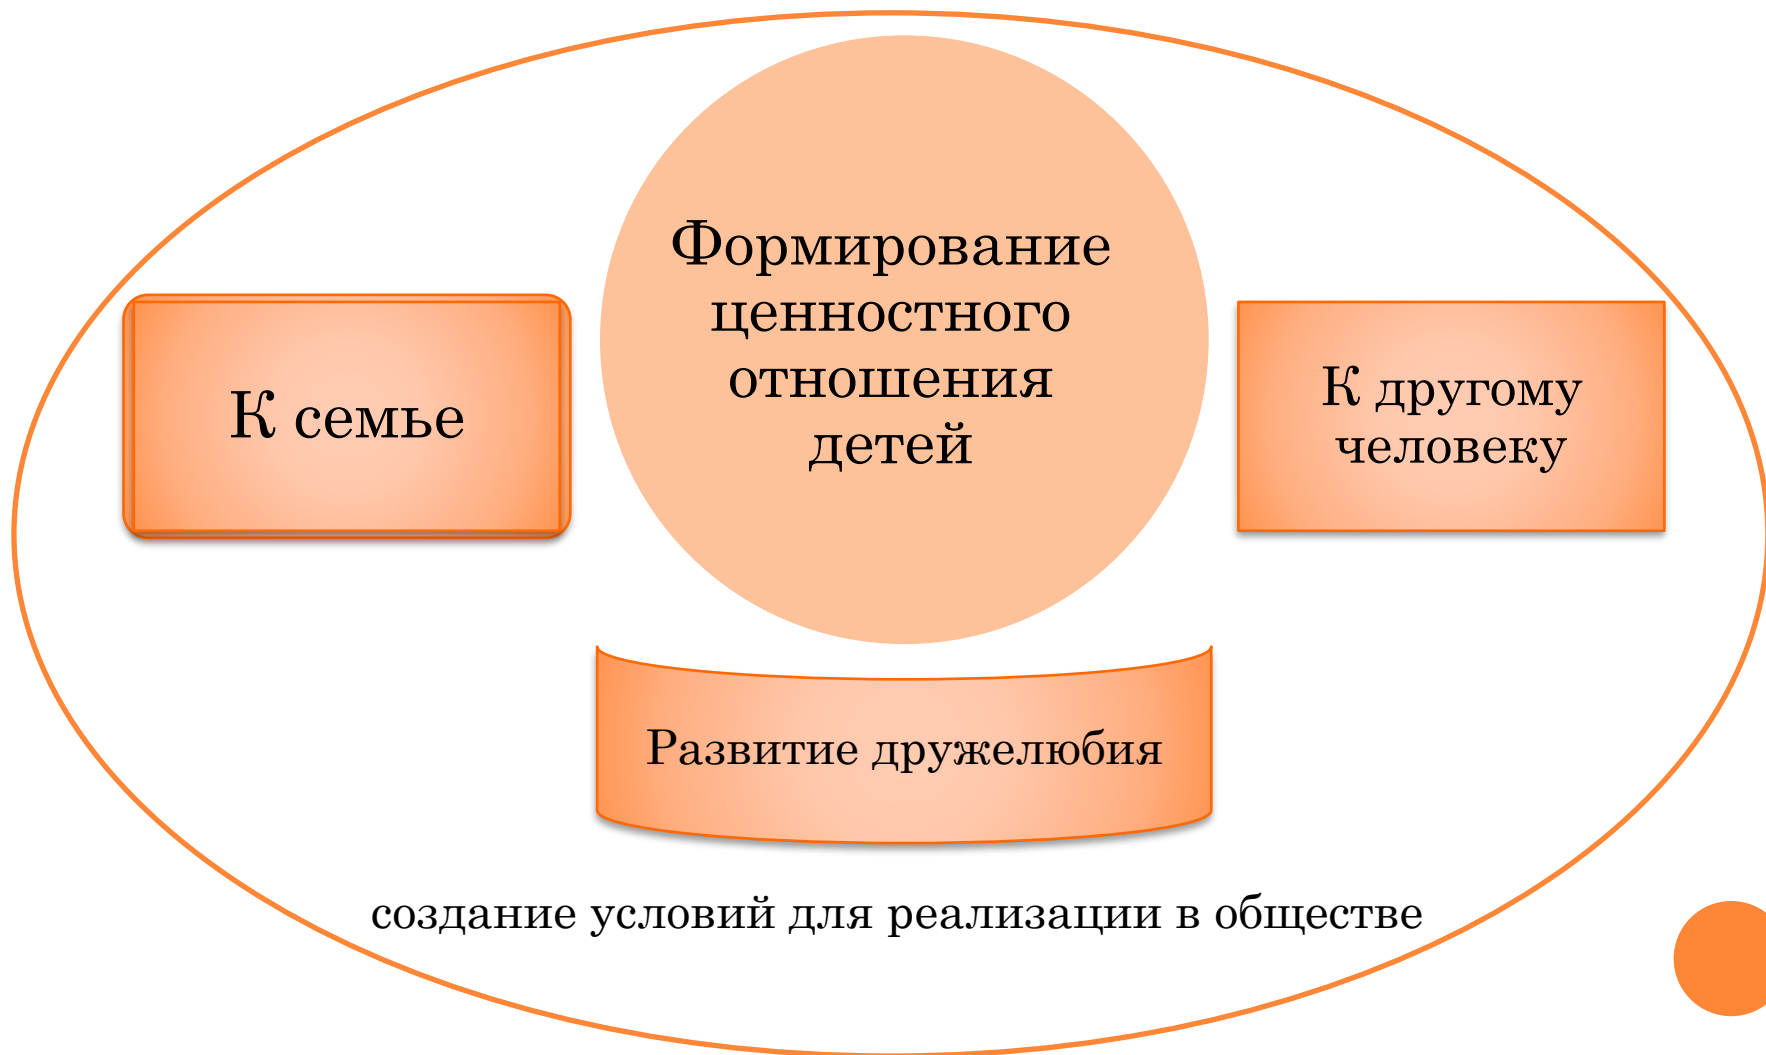 Формирование
ценностного
отношения
детей
К семье
К другому
человеку
Развитие дружелюбия
создание условий для реализации в обществе